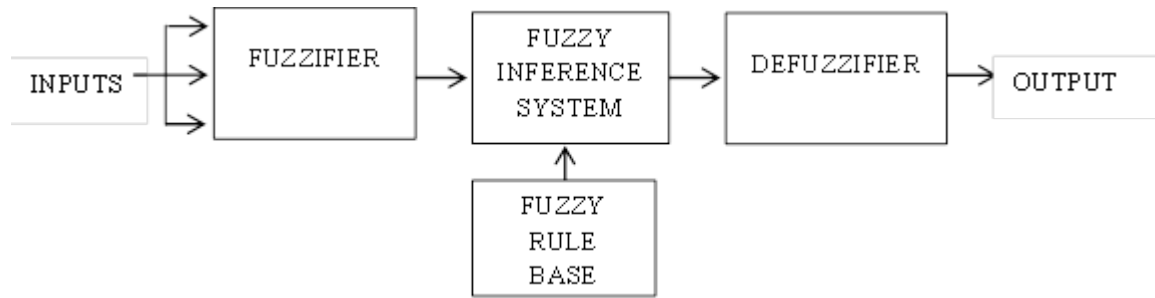 INPUTS
FUZZIFIER
FUZZY
INFERENCE
SYSTEM
DEFUZZIFIER
OUTPUT
FUZZY
RULE
BASE